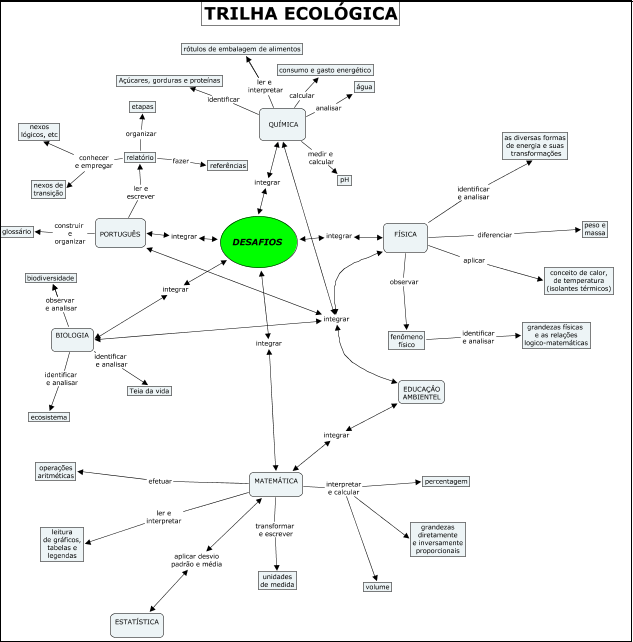 TRILHA ECOLÓGICA
rótulos de embalagem de alimentos
Açúcares, gorduras e proteínas
ler e
interpretar
consumo e gasto energético
identificar
calcular
água
analisar
QUÍMICA
etapas
organizar
nexos
lógicos, etc
conhecer
e empregar
relatório
fazer
referências
medir e
calcular
pH
integrar
nexos de
transição
ler e
escrever
as diversas formas
de energia e suas
transformações
identificar
e analisar
glossário
construir
e
organizar
PORTUGUÊS
integrar
DESAFIOS
integrar
FÍSICA
diferenciar
peso e
massa
aplicar
conceito de calor,
de temperatura
(isolantes térmicos)
observar
biodiversidade
observar
e analisar
integrar
BIOLOGIA
integrar
integrar
fenômeno
físico
identificar
e analisar
grandezas físicas
e as relações
logico-matemáticas
identificar
e analisar
identificar
e analisar
Teia da vida
ecosistema
EDUCAÇÃO
AMBIENTEL
integrar
operações
aritméticas
efetuar
MATEMÁTICA
interpretar
e calcular
percentagem
ler e
interpretar
leitura
de gráficos,
tabelas e
legendas
transformar
e escrever
grandezas
diretamente
e inversamente
proporcionais
aplicar desvio
padrão e média
unidades
de medida
volume
ESTATÍSTICA